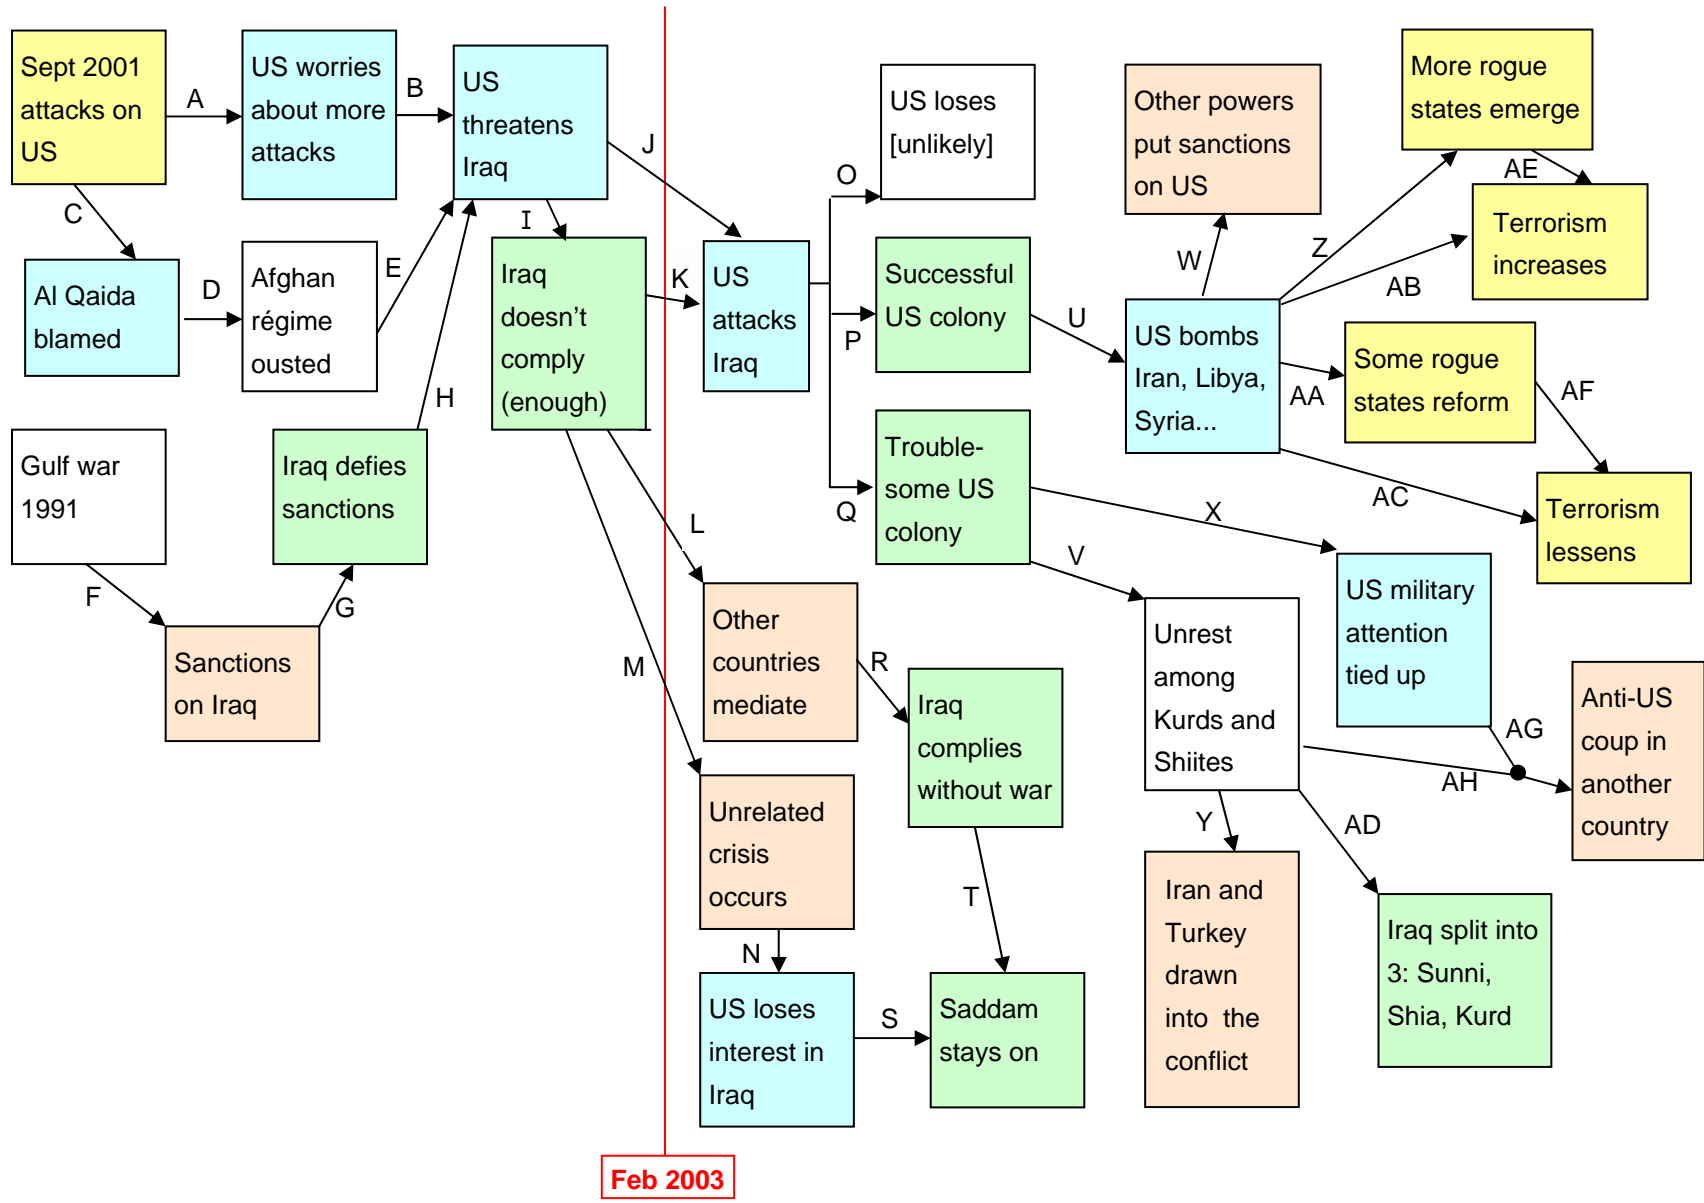 Sept 2001
attacks on
US
A
US worries
about more
attacks
B
US
threatens
Iraq
C
Al Qaida
blamed
D
Afghan
régime
ousted
E
Gulf war
1991
F
Sanctions
on Iraq
G
Iraq defies
sanctions
H
I
Iraq
doesn't
comply
(enough)
J
K
US
attacks
Iraq
L
M
Other
countries
mediate
Unrelated
crisis
occurs
N
US loses
interest in
Iraq
O
US loses
[unlikely]
P
Successful
US colony
Q
Trouble-
some US
colony
R
Iraq
complies
without war
S
T
Saddam
stays on
U
US bombs
Iran, Libya,
Syria...
V
Unrest
among
Kurds and
Shiites
W
Other powers
put sanctions
on US
X
US military
attention
tied up
Y
Iran and
Turkey
drawn
into the
conflict
Z
More rogue
states emerge
AA
Some rogue
states reform
AB
Terrorism
increases
AC
Terrorism
lessens
AD
Iraq split into
3: Sunni,
Shia, Kurd
AE
AF
AG
AH
Anti-US
coup in
another
country
Feb 2003